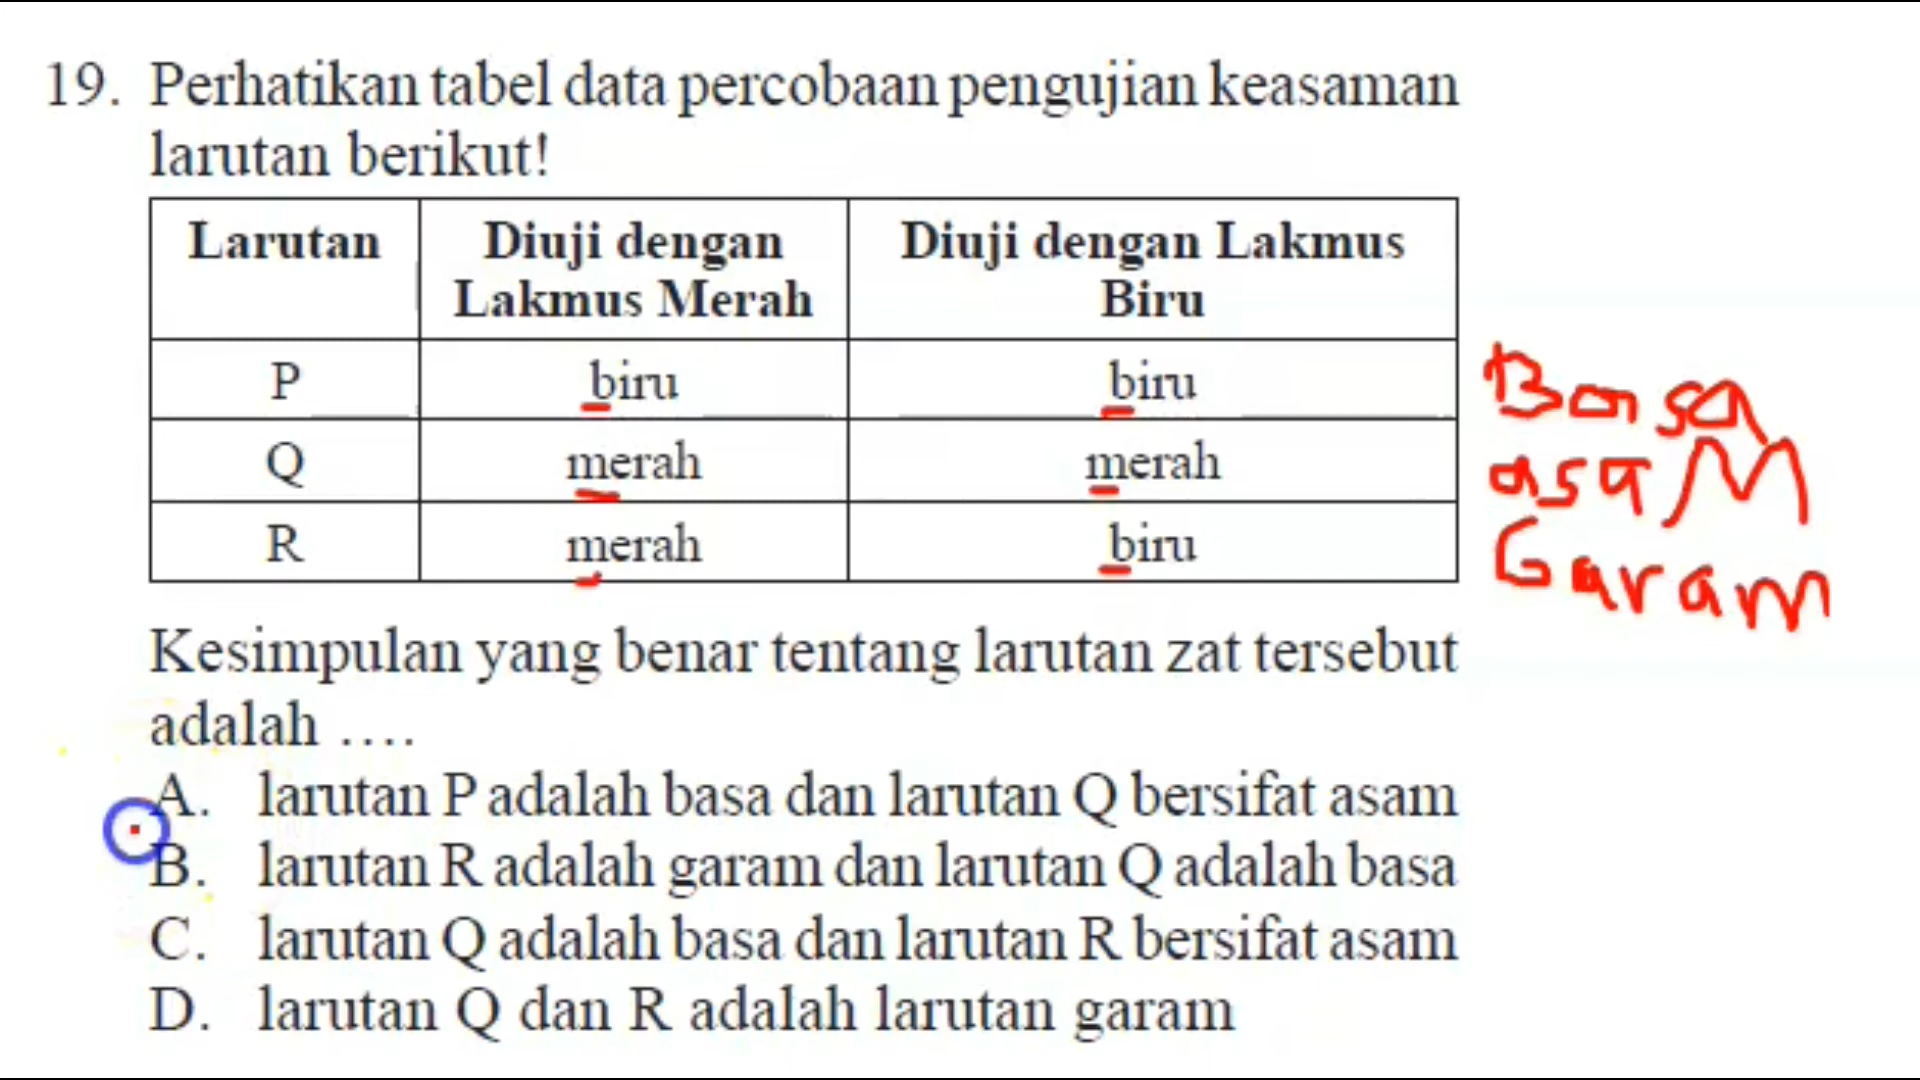 19. Perhatikan tabel data percobaan pengujian keasaman
larutan berikut!
Larutan Diuji dengan Lakmus Merah Diuji dengan Lakmus Biru
P biru biru Basa
Q merah merah asam
R merah biru Garam
Kesimpulan yang benar tentang larutan zat tersebut
adalah ....
A. larutan P adalah basa dan larutan Q bersifat asam
B. larutan R adalah garam dan larutan Q adalah basa
C. larutan Q adalah basa dan larutan R bersifat asam
D. larutan Q dan R adalah larutan garam